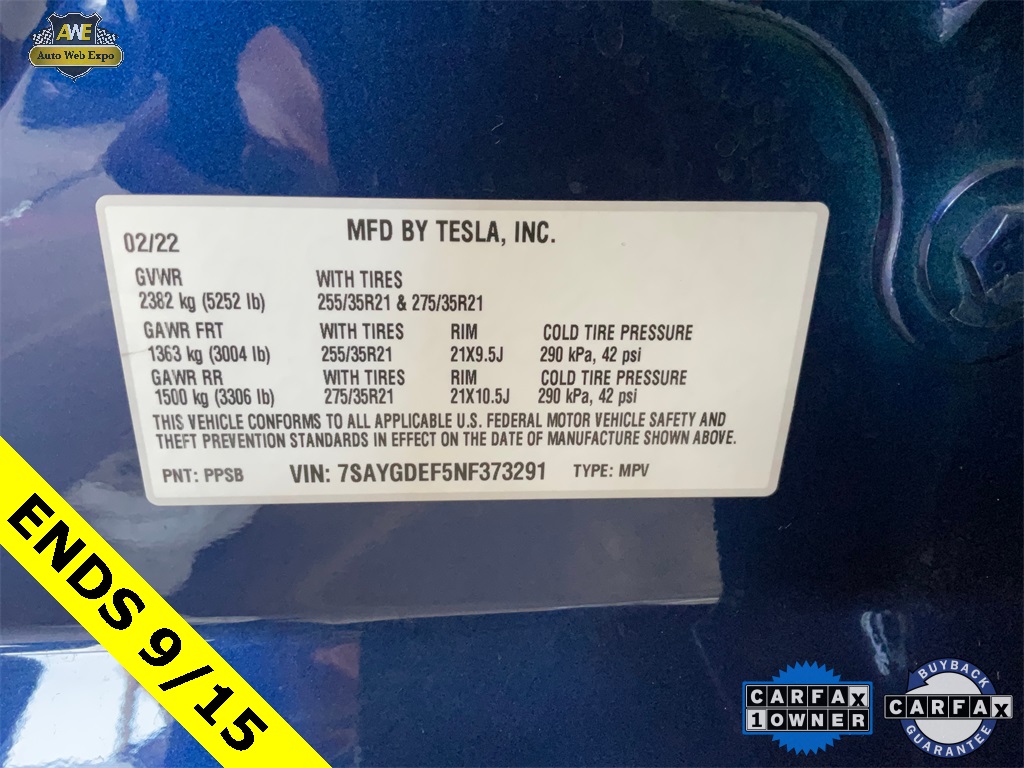 AWE
Auto Web Expo
MFD BY TESLA, INC.
02/22
GVWR WITH TIRES
2382 kg (5252 lb) 255/35R21 & 275/35R21
GAWR FRT WITH TIRES RIM COLD TIRE PRESSURE
1363 kg (3004 lb) 255/35R21 21X9.5J 290 kPa, 42 psi
GAWR RR WITH TIRES RIM COLD TIRE PRESSURE
1500 kg (3306 lb) 275/35R21 21X10.5J 290 kPa, 42 psi
THIS VEHICLE CONFORMS TO ALL APPLICABLE U.S. FEDERAL MOTOR VEHICLE SAFETY AND
THEFT PREVENTION STANDARDS IN EFFECT ON THE DATE OF MANUFACTURE SHOWN ABOVE.
PNT: PPSB VIN: 7SAYGDEF5NF373291 TYPE: MPV
ENDS 9/15
CARFAX
1 OWNER
BUYBACK
CARFAX
GUARANTEE